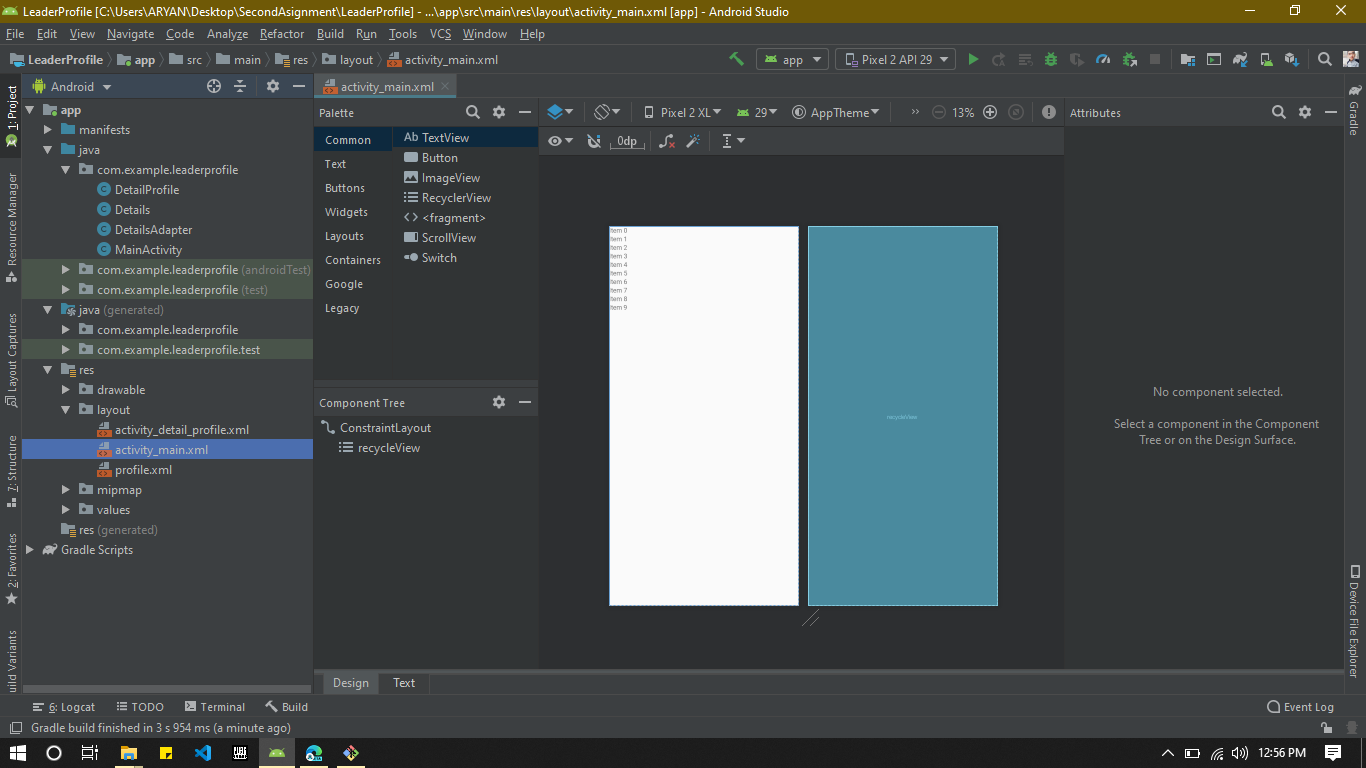 LeaderProfile [C:\Users\ARYAN\Desktop\SecondAsignment\LeaderProfile] - ...\app\src\main\res\layout\activity_main.xml [app] - Android Studio
File Edit View Navigate Code Analyze Refactor Build Run Tools VCS Window Help
LeaderProfile app src main res layout activity_main.xml app Pixel 2 API 29
1: Project
Resource Manager
Layout Captures
7: Structure
2: Favorites
uild Variants
Android
app
manifests
java
com.example.leaderprofile
DetailProfile
Details
DetailsAdapter
MainActivity
com.example.leaderprofile (androidTest)
com.example.leaderprofile (test)
java (generated)
com.example.leaderprofile
com.example.leaderprofile.test
res
drawable
layout
activity_detail_profile.xml
activity_main.xml
profile.xml
mipmap
values
res (generated)
Gradle Scripts
activity_main.xml
Palette
Common
Text
Buttons
Widgets
Layouts
Containers
Google
Legacy
Ab TextView
Button
ImageView
RecyclerView
<fragment>
ScrollView
Switch
Component Tree
ConstraintLayout
recycleView
Pixel 2 XL 29 AppTheme » 13%
0dp
Item 0
Item 1
Item 2
Item 3
Item 4
Item 5
Item 6
Item 7
Item 8
Item 9
recycleView
Attributes
No component selected.
Select a component in the Component
Tree or on the Design Surface.
Gradle
Device File Explorer
Design Text
6: Logcat TODO Terminal Build Event Log
Gradle build finished in 3 s 954 ms (a minute ago)
12:56 PM